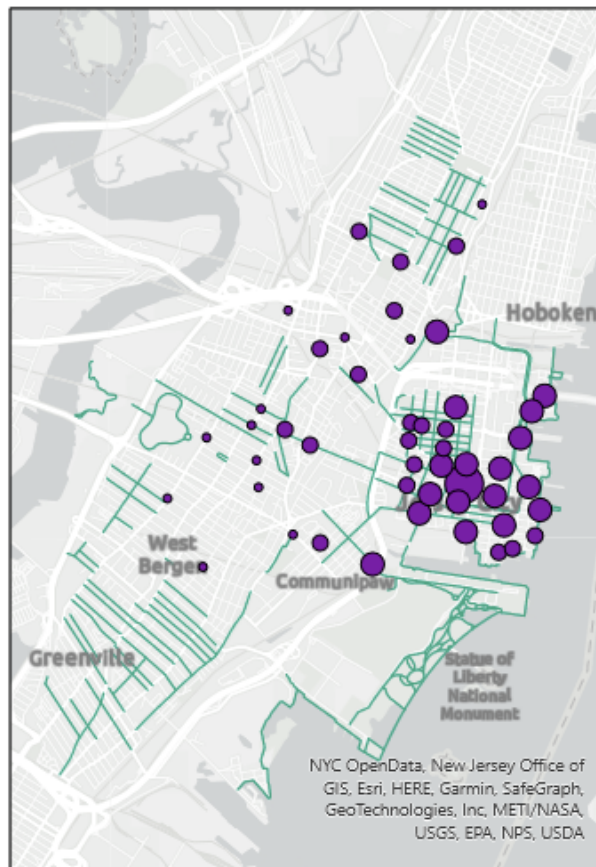 Hoboken
West
Bergen
Communipaw
Greenville
Statue of
Liberty
National
Monument
NYC OpenData, New Jersey Office of
GIS, Esri, HERE, Garmin, SafeGraph,
GeoTechnologies, Inc, METI/NASA,
USGS, EPA, NPS, USDA